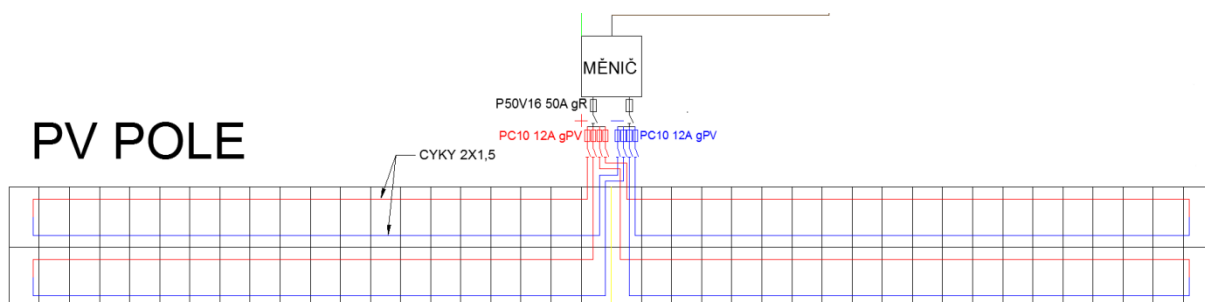 MĚNIČ
P50V16 50A gR
+ −
PC10 12A gPV PC10 12A gPV
PV POLE
CYKY 2X1,5